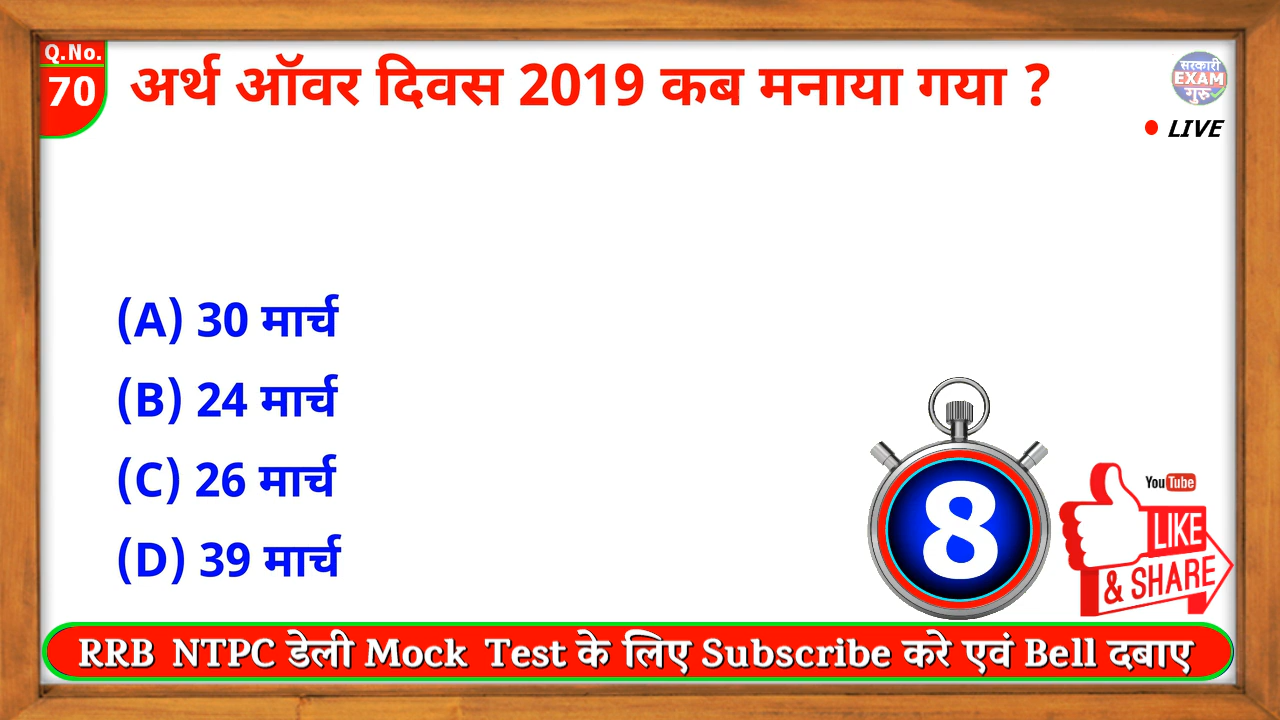 Q.No.
70
अर्थ ऑवर दिवस 2019 कब मनाया गया ?
सरकारी
EXAM
गुरु
LIVE
(A) 30 मार्च
(B) 24 मार्च
(C) 26 मार्च
(D) 39 मार्च
8
YouTube
LIKE
& SHARE
RRB NTPC डेली Mock Test के लिए Subscribe करे एवं Bell दबाए